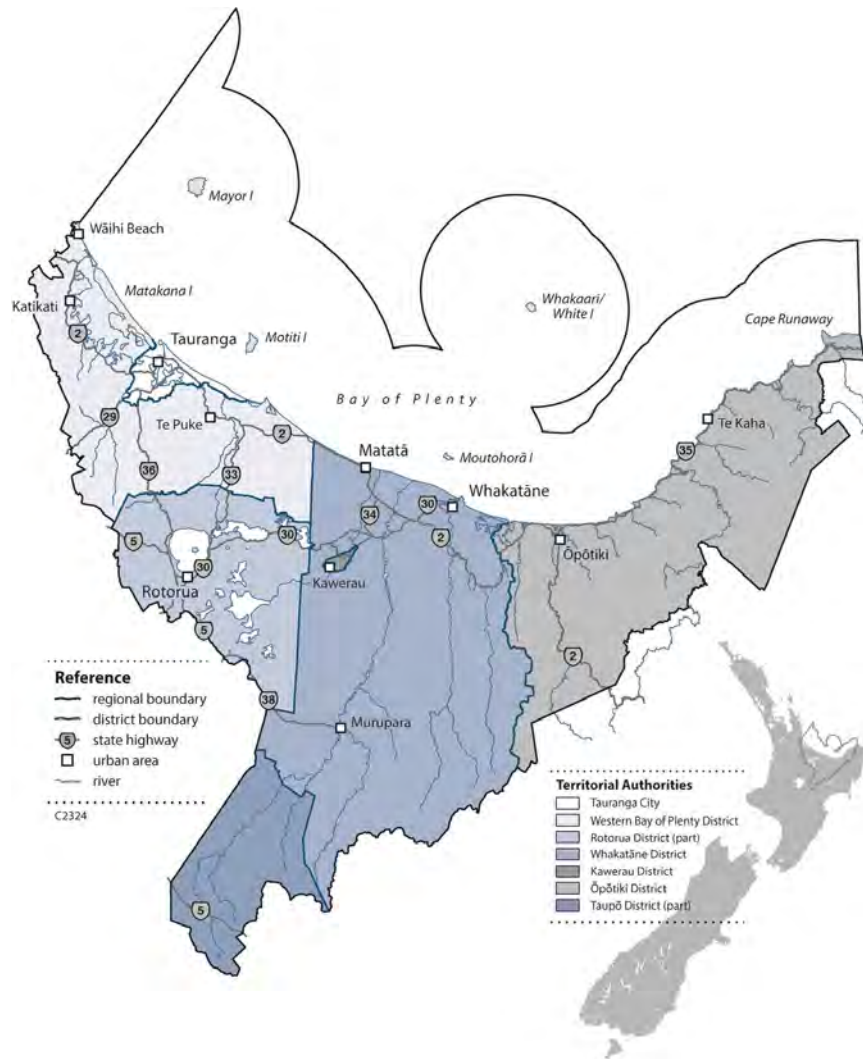 Mayor I
Wāihi Beach
Matakana I
Katikati
2
Tauranga
Motiti I
Whakaari/
White I
Cape Runaway
Bay of Plenty
29
Te Puke
2
Te Kaha
35
Matatā
Moutohorā I
36
33
30
Whakatāne
34
2
5
30
Ōpōtiki
30
Kawerau
Rotorua
5
2
38
Murupara
5
Reference
regional boundary
district boundary
5 state highway
urban area
river
C2324
Territorial Authorities
Tauranga City
Western Bay of Plenty District
Rotorua District (part)
Whakatāne District
Kawerau District
Ōpōtiki District
Taupō District (part)